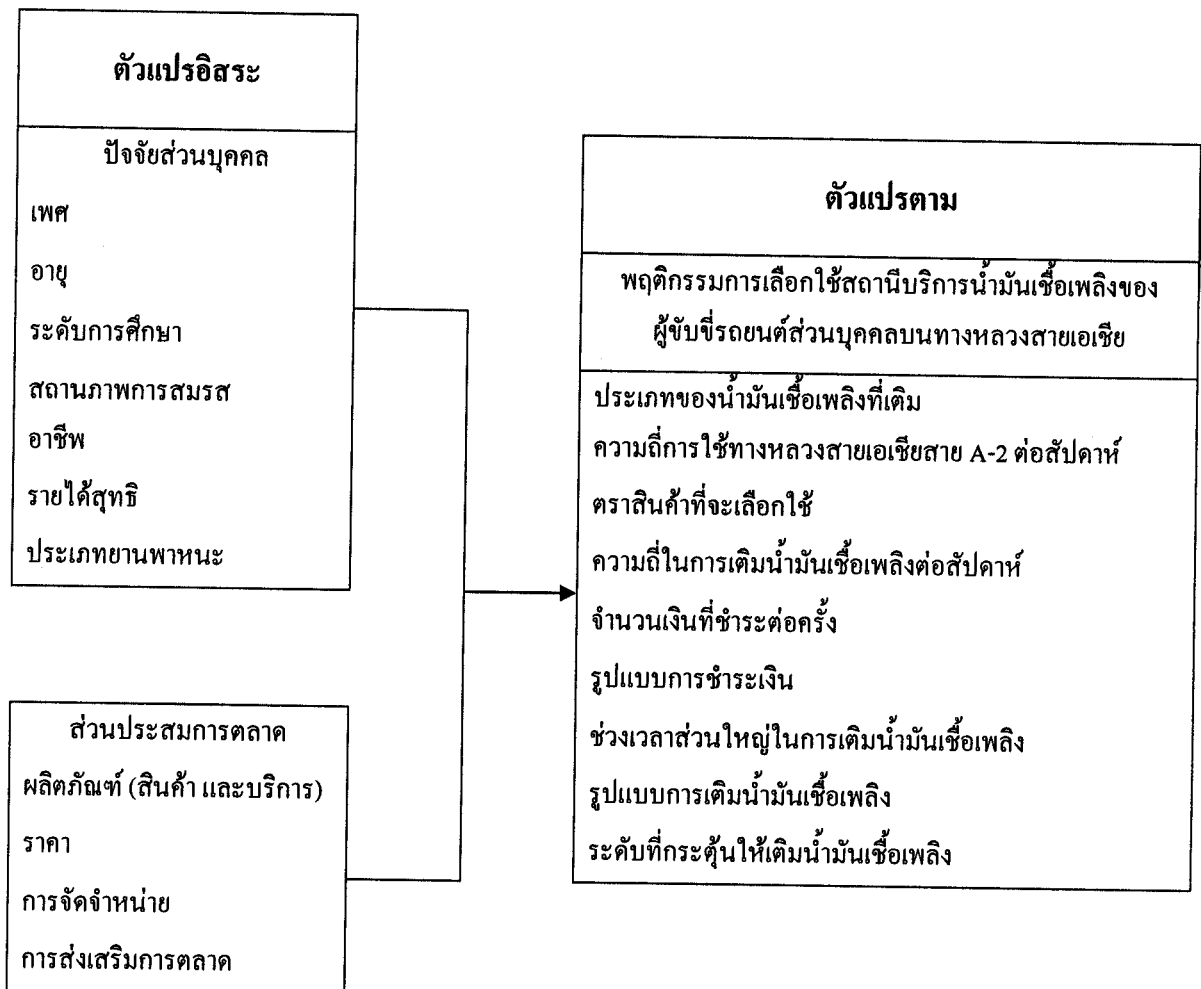 ตัวแปรอิสระ
ปัจจัยส่วนบุคคล
เพศ
อายุ
ระดับการศึกษา
สถานภาพการสมรส
อาชีพ
รายได้สุทธิ
ประเภทยานพาหนะ
ส่วนประสมการตลาด
ผลิตภัณฑ์ (สินค้า และบริการ)
ราคา
การจัดจำหน่าย
การส่งเสริมการตลาด
ตัวแปรตาม
พฤติกรรมการเลือกใช้สถานีบริการน้ำมันเชื้อเพลิงของ
ผู้ขับขี่รถยนต์ส่วนบุคคลบนทางหลวงสายเอเชีย
ประเภทของน้ำมันเชื้อเพลิงที่เติม
ความถี่การใช้ทางหลวงสายเอเชียสาย A-2 ต่อสัปดาห์
ตราสินค้าที่จะเลือกใช้
ความถี่ในการเติมน้ำมันเชื้อเพลิงต่อสัปดาห์
จำนวนเงินที่ชำระต่อครั้ง
รูปแบบการชำระเงิน
ช่วงเวลาส่วนใหญ่ในการเติมน้ำมันเชื้อเพลิง
รูปแบบการเติมน้ำมันเชื้อเพลิง
ระดับที่กระตุ้นให้เติมน้ำมันเชื้อเพลิง